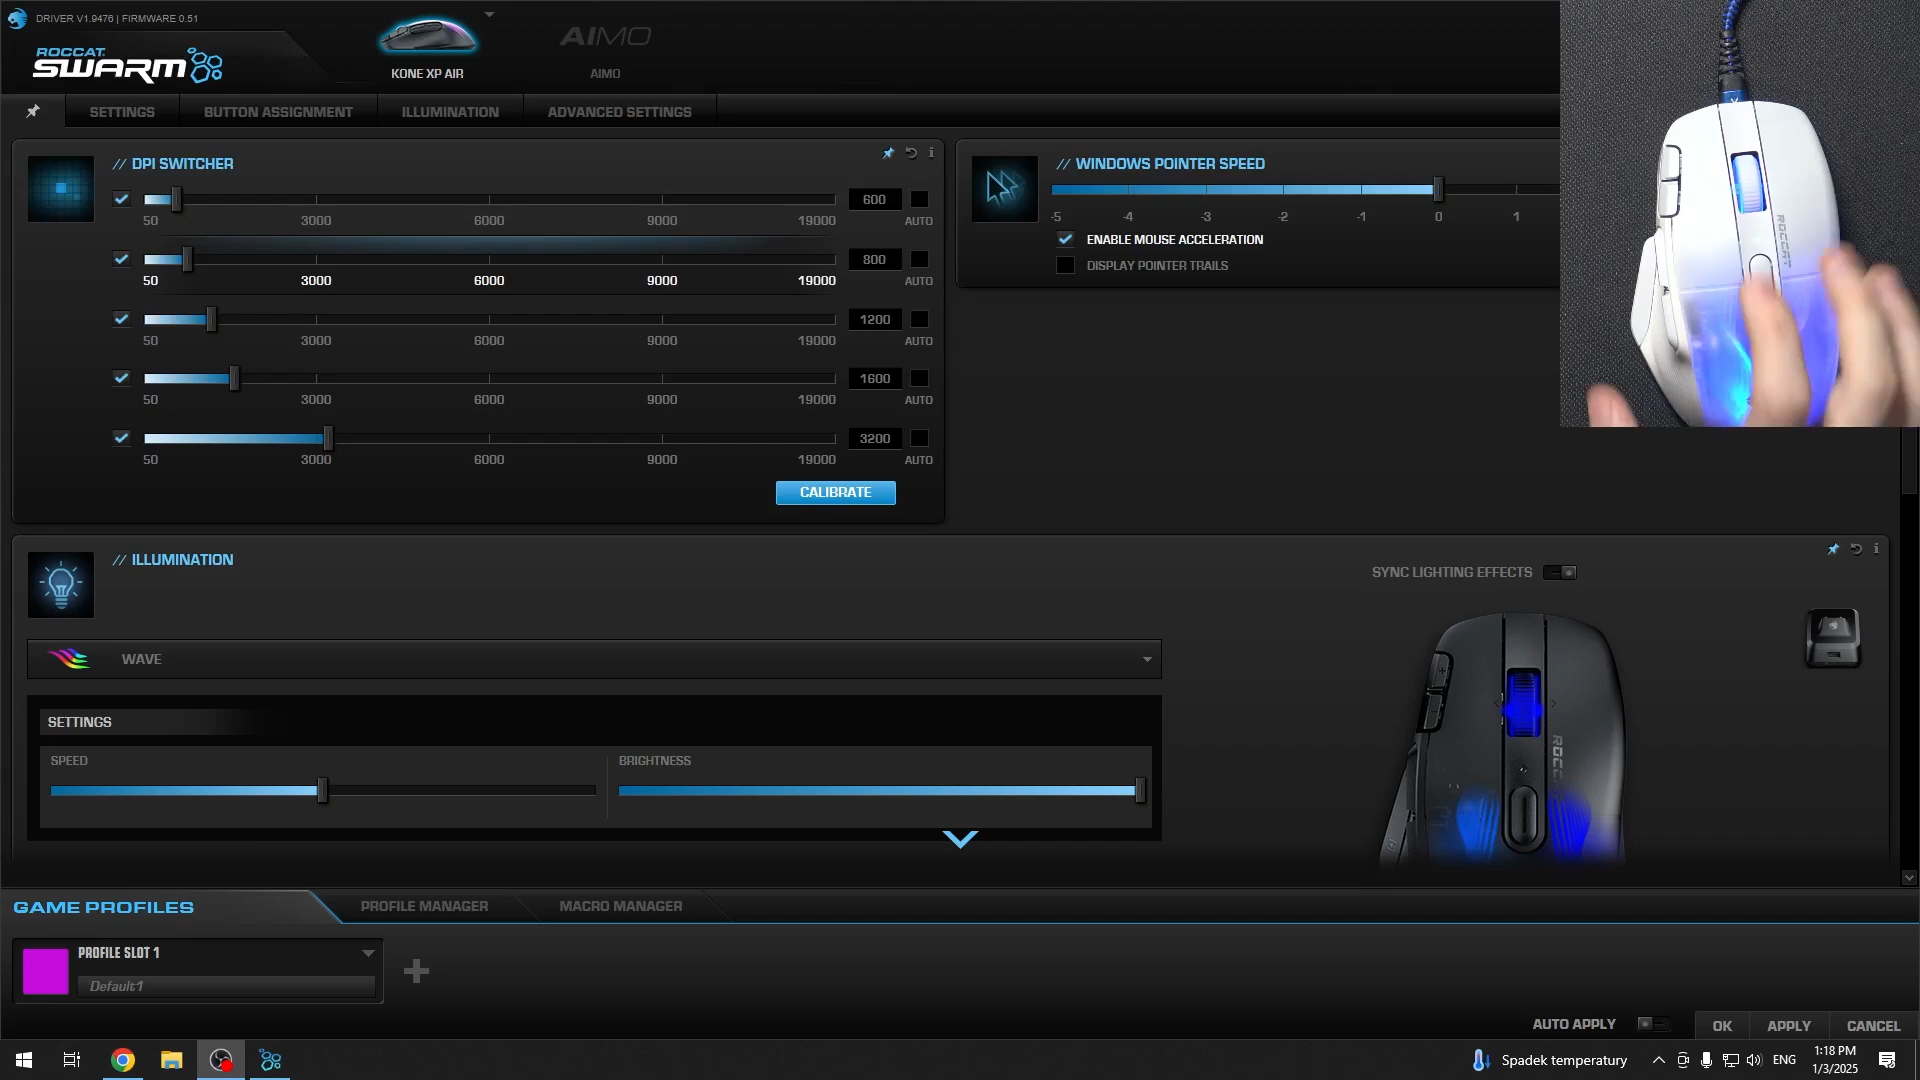 DRIVER V1.9476 | FIRMWARE 0.51
ROCCAT
SWARM
KONE XP AIR
AIMO
AIMO
SETTINGS
BUTTON ASSIGNMENT
ILLUMINATION
ADVANCED SETTINGS
// DPI SWITCHER
600
50 3000 6000 9000 19000 AUTO
800
50 3000 6000 9000 19000 AUTO
1200
50 3000 6000 9000 19000 AUTO
1600
50 3000 6000 9000 19000 AUTO
3200
50 3000 6000 9000 19000 AUTO
CALIBRATE
// WINDOWS POINTER SPEED
-5 -4 -3 -2 -1 0 1
ENABLE MOUSE ACCELERATION
DISPLAY POINTER TRAILS
ROCCAT
// ILLUMINATION
SYNC LIGHTING EFFECTS
WAVE
SETTINGS
SPEED
BRIGHTNESS
GAME PROFILES
PROFILE MANAGER
MACRO MANAGER
PROFILE SLOT 1
Default1
AUTO APPLY
OK
APPLY
CANCEL
Spadek temperatury
ENG
1:18 PM
1/3/2025